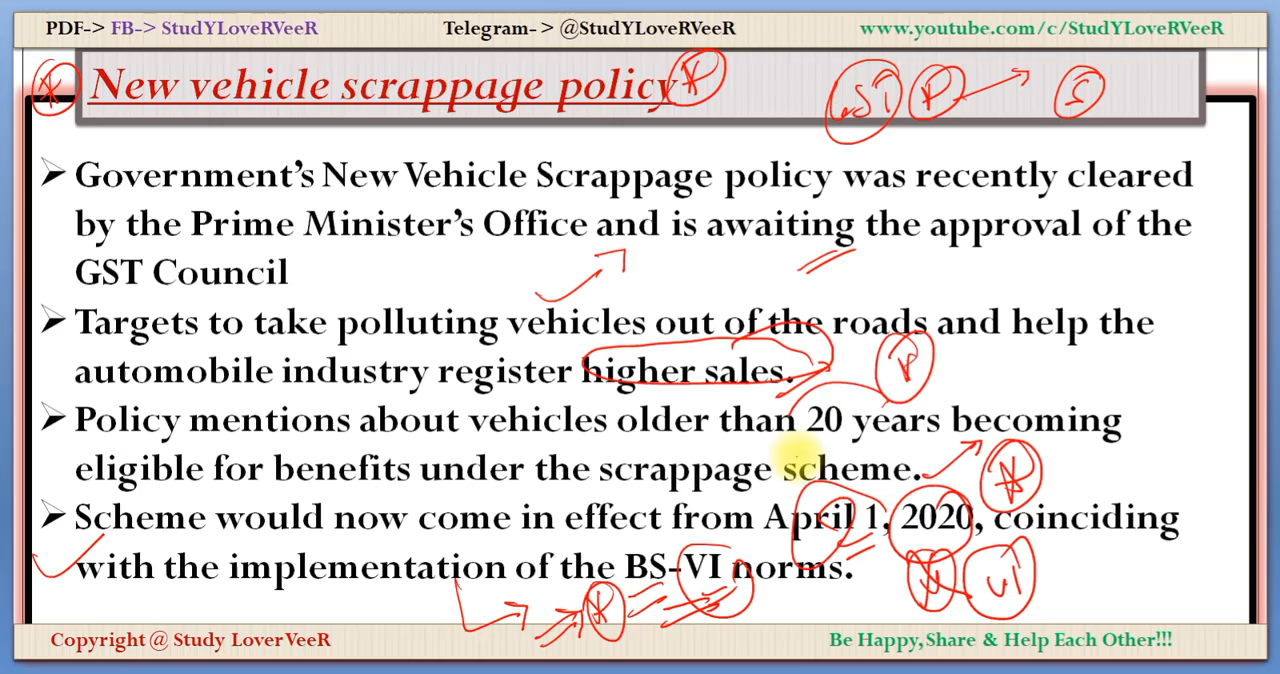 PDF-> FB-> StudYLoveRVeeR Telegram-> @StudYLoveRVeeR www.youtube.com/c/StudYLoveRVeeR
New vehicle scrappage policy
➤ Government's New Vehicle Scrappage policy was recently cleared
by the Prime Minister's Office and is awaiting the approval of the
GST Council
➤ Targets to take polluting vehicles out of the roads and help the
automobile industry register higher sales.
➤ Policy mentions about vehicles older than 20 years becoming
eligible for benefits under the scrappage scheme.
➤ Scheme would now come in effect from April 1, 2020, coinciding
with the implementation of the BS-VI norms.
Copyright @ Study LoverVeeR Be Happy,Share & Help Each Other!!!